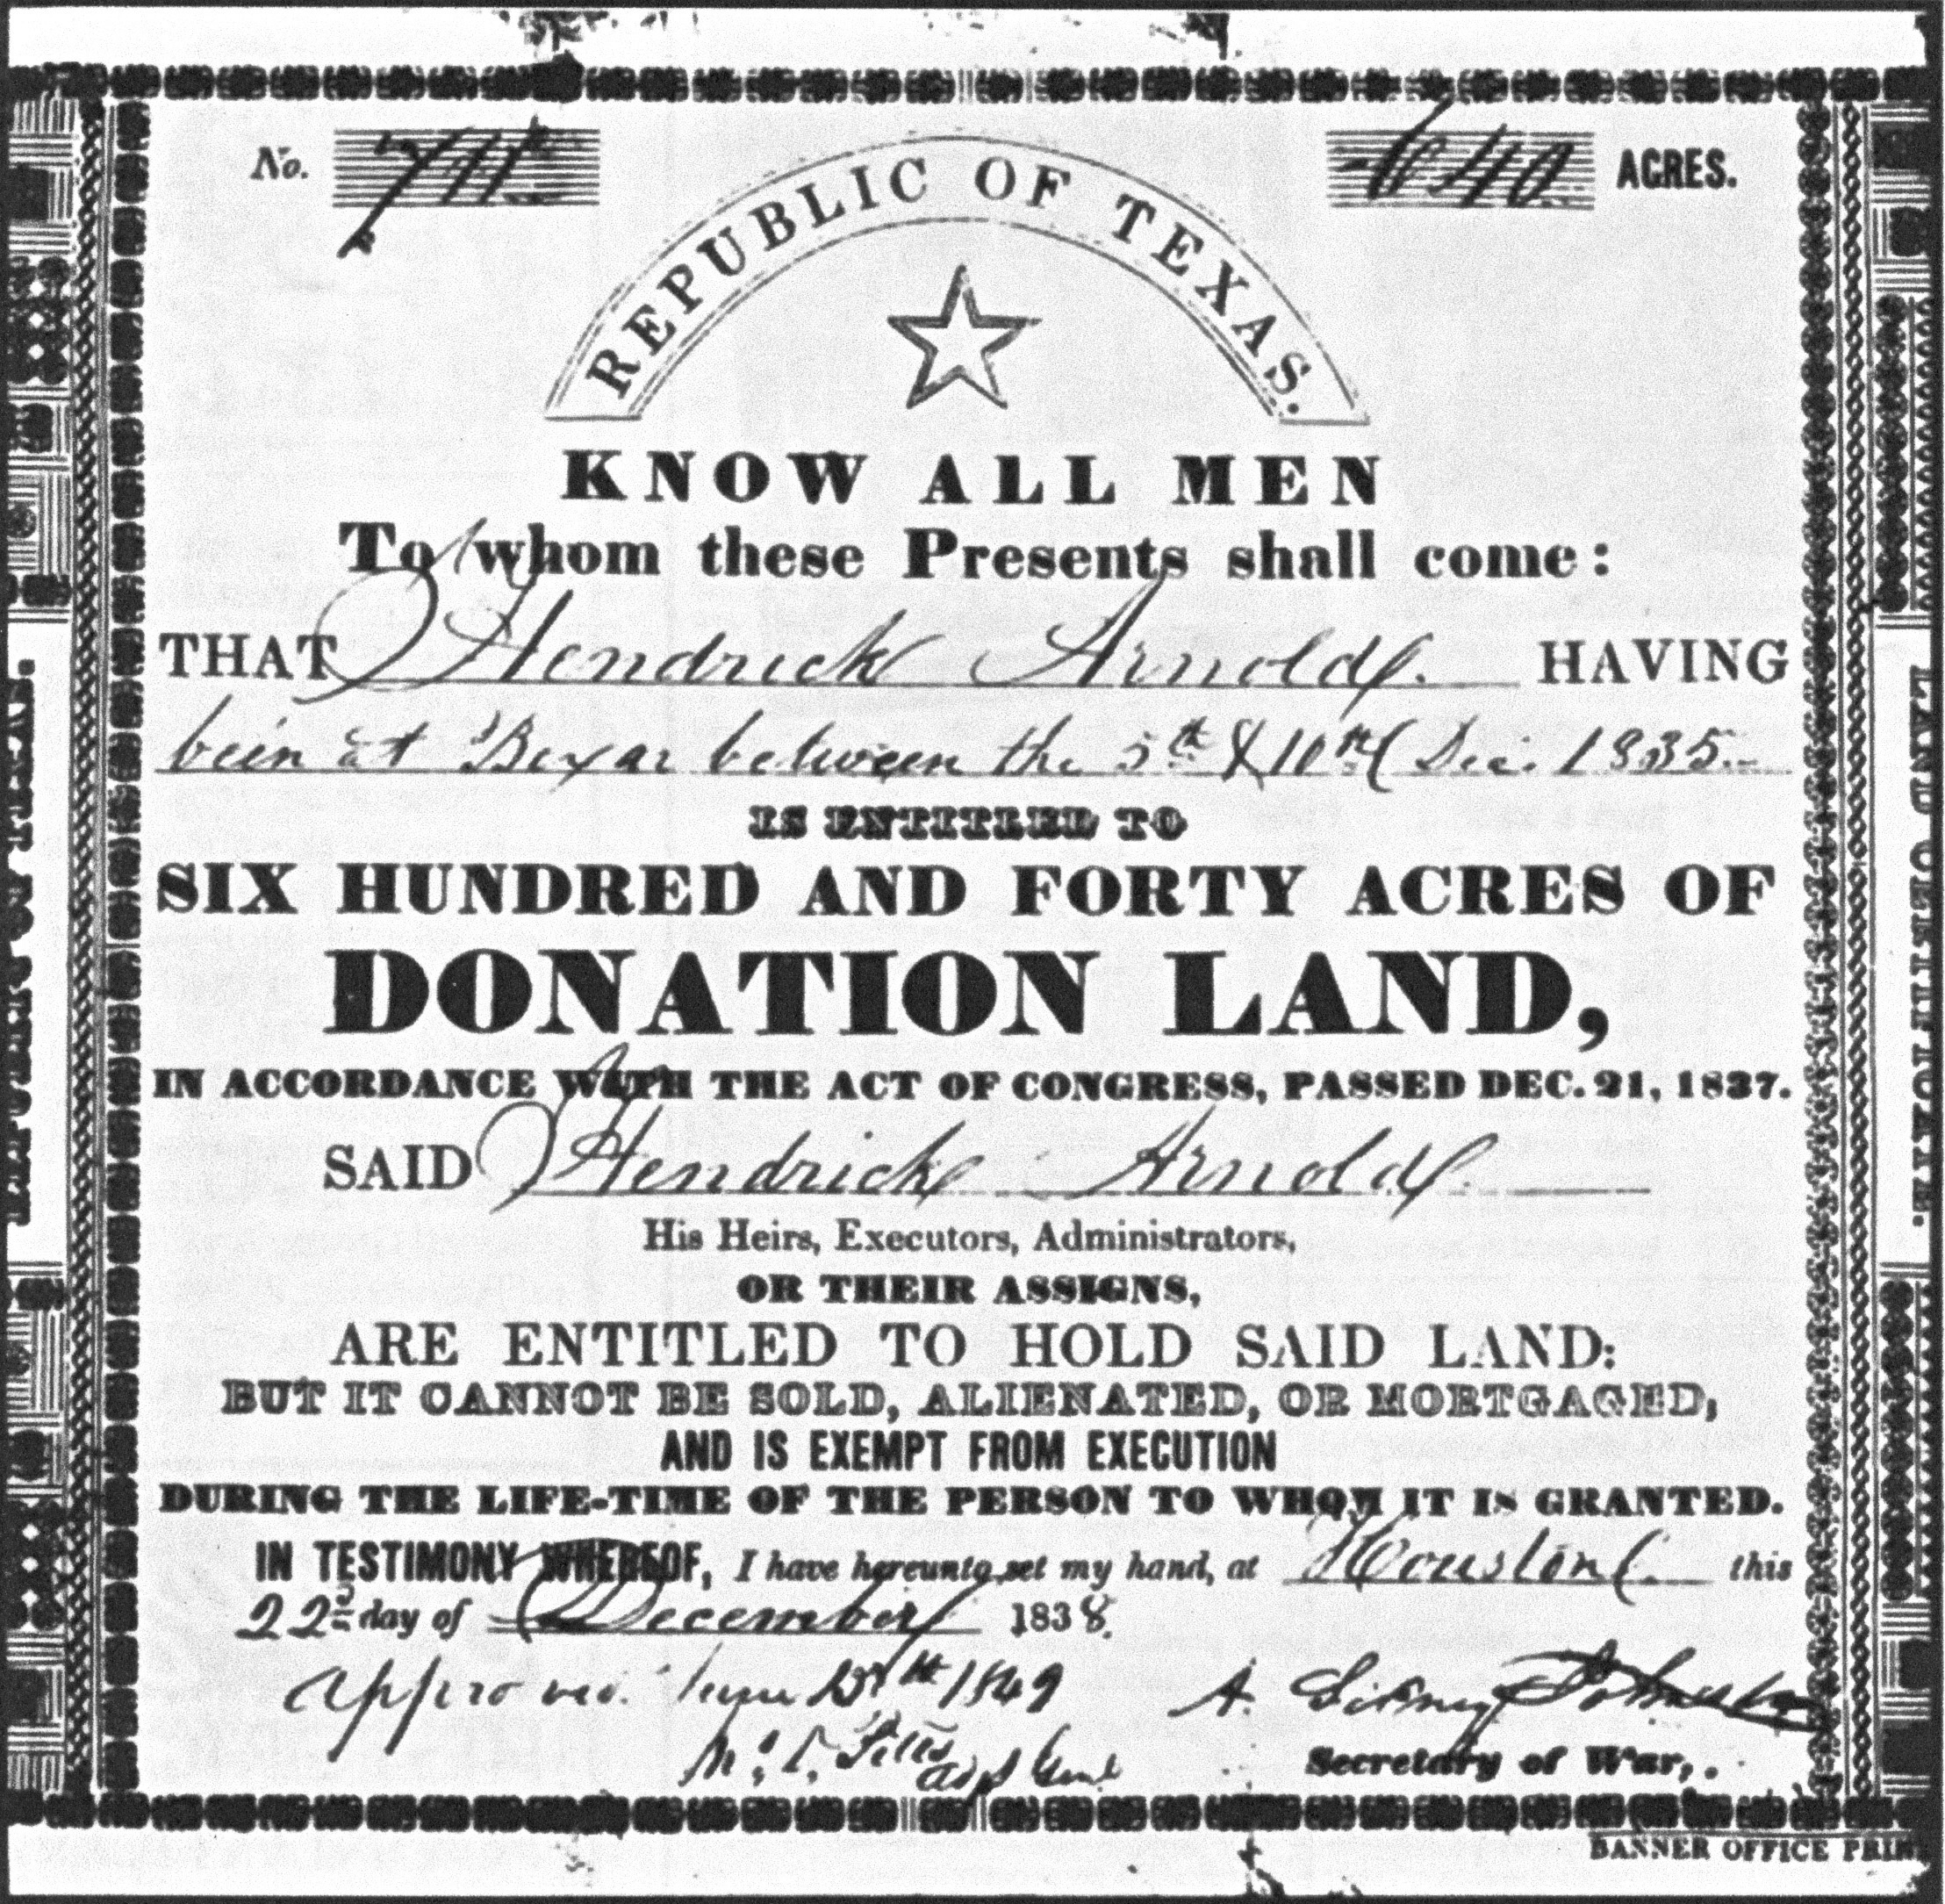 No. 711 640 ACRES.
REPUBLIC OF TEXAS.
KNOW ALL MEN
To whom these Presents shall come:
THAT Hendrick Arnold. HAVING
been at Bexar between the 5th & 10th Dec. 1835.
IS ENTITLED TO
SIX HUNDRED AND FORTY ACRES OF
DONATION LAND,
IN ACCORDANCE WITH THE ACT OF CONGRESS, PASSED DEC. 21, 1837.
SAID Hendrick Arnold.
His Heirs, Executors, Administrators,
OR THEIR ASSIGNS,
ARE ENTITLED TO HOLD SAID LAND:
BUT IT CANNOT BE SOLD, ALIENATED, OR MORTGAGED,
AND IS EXEMPT FROM EXECUTION
DURING THE LIFE-TIME OF THE PERSON TO WHOM IT IS GRANTED.
IN TESTIMONY WHEREOF, I have hereunto set my hand, at Houston this
22d day of December 1838.
Approved. June 1849
A. Sidney Johnston
Secretary of War,.
BANNER OFFICE PRINT
LAND CERTIFICATE.